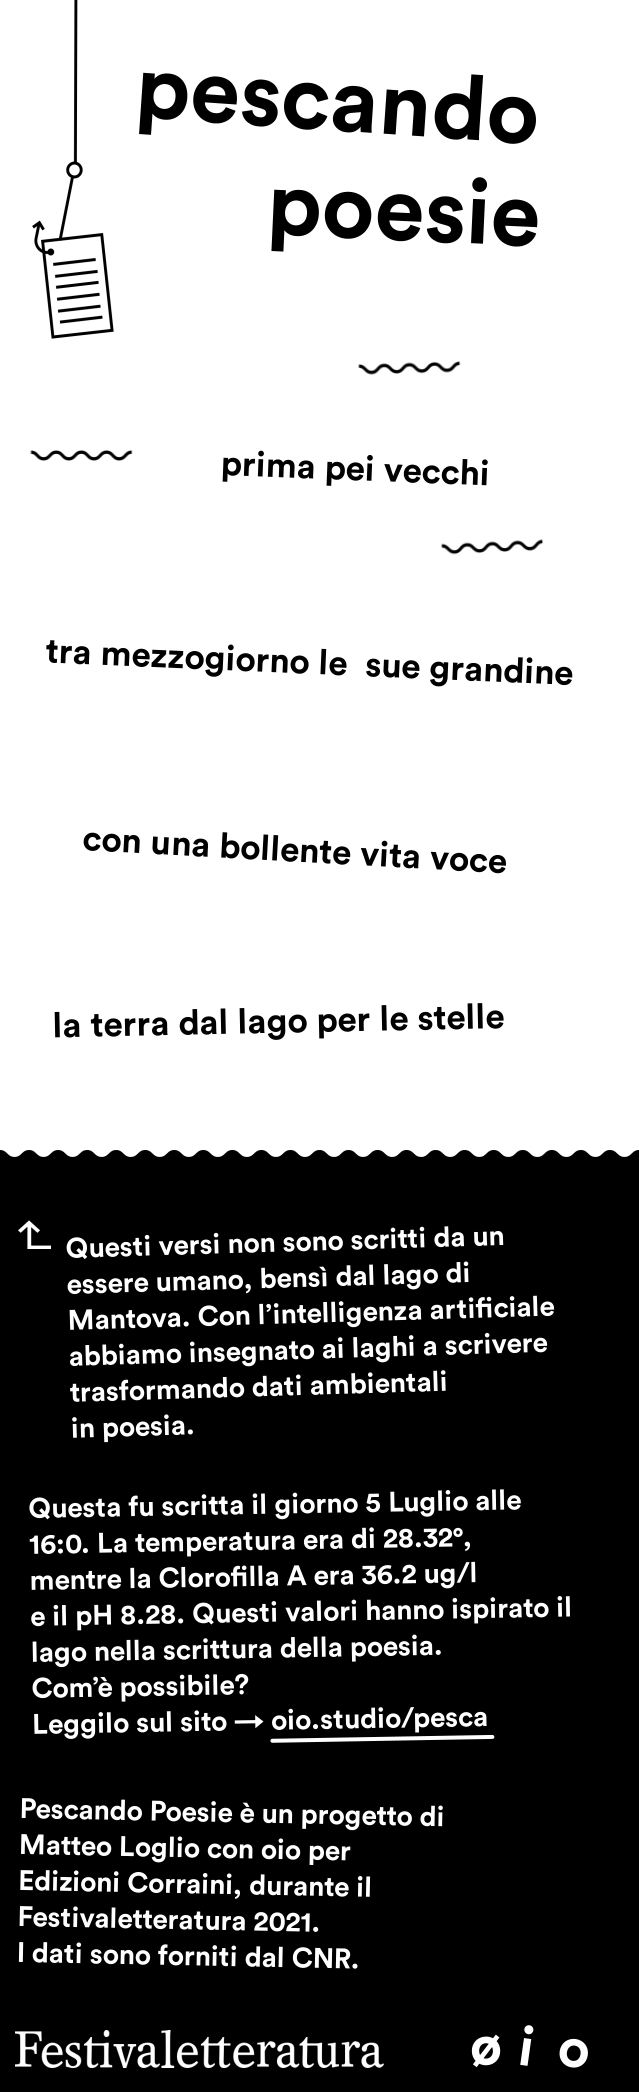 pescando
poesie
prima pei vecchi
tra mezzogiorno le  sue grandine
con una bollente vita voce
la terra dal lago per le stelle
Questi versi non sono scritti da un
essere umano, bensì dal lago di
Mantova. Con l’intelligenza artificiale
abbiamo insegnato ai laghi a scrivere
trasformando dati ambientali
in poesia.
Questa fu scritta il giorno 5 Luglio alle
16:0. La temperatura era di 28.32°,
mentre la Clorofilla A era 36.2 ug/l
e il pH 8.28. Questi valori hanno ispirato il
lago nella scrittura della poesia.
Com’è possibile?
Leggilo sul sito → oio.studio/pesca
Pescando Poesie è un progetto di
Matteo Loglio con oio per
Edizioni Corraini, durante il
Festivaletteratura 2021.
I dati sono forniti dal CNR.
Festivaletteratura øio